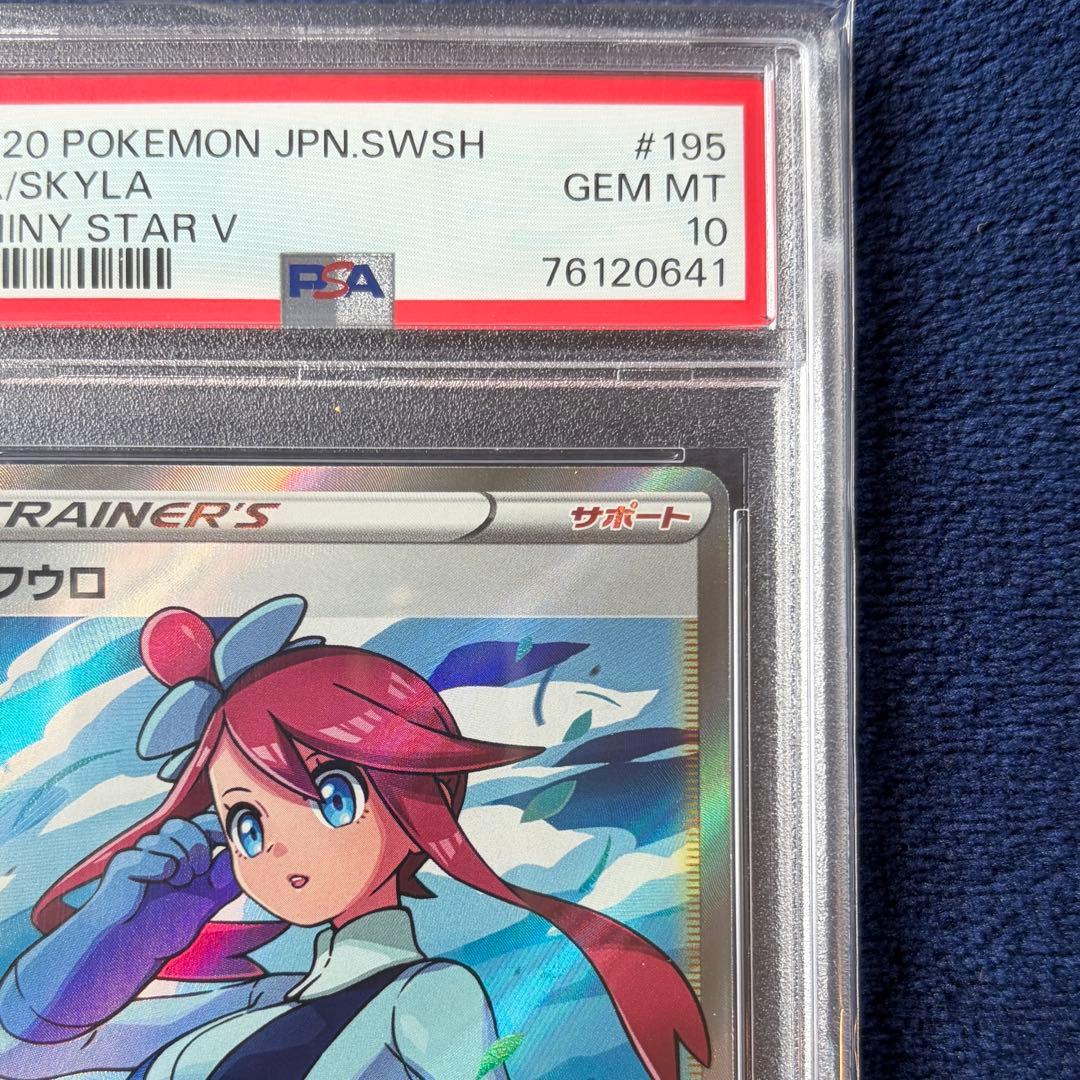 20 POKEMON JPN.SWSH #195
A/SKYLA GEM MT
HINY STAR V 10
PSA 76120641
TRAINER'S サポート
フウロ